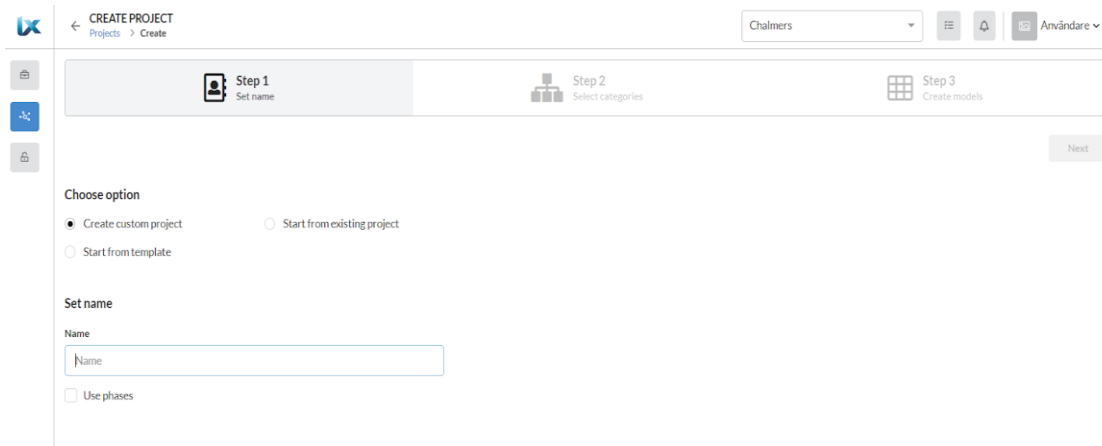 ix
CREATE PROJECT
Projects > Create
Chalmers
Användare
Step 1
Set name
Step 2
Select categories
Step 3
Create models
Next
Choose option
Create custom project
Start from existing project
Start from template
Set name
Name
Name
Use phases